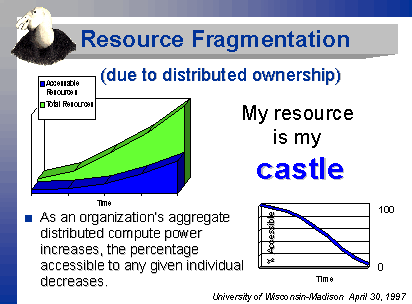 Resource Fragmentation
(due to distributed ownership)
Accessable
Resources
Total Resources
Time
My resource
is my
castle
As an organization's aggregate
distributed compute power
increases, the percentage
accessible to any given individual
decreases.
% Accessible
100
0
Time
University of Wisconsin-Madison April 30, 1997